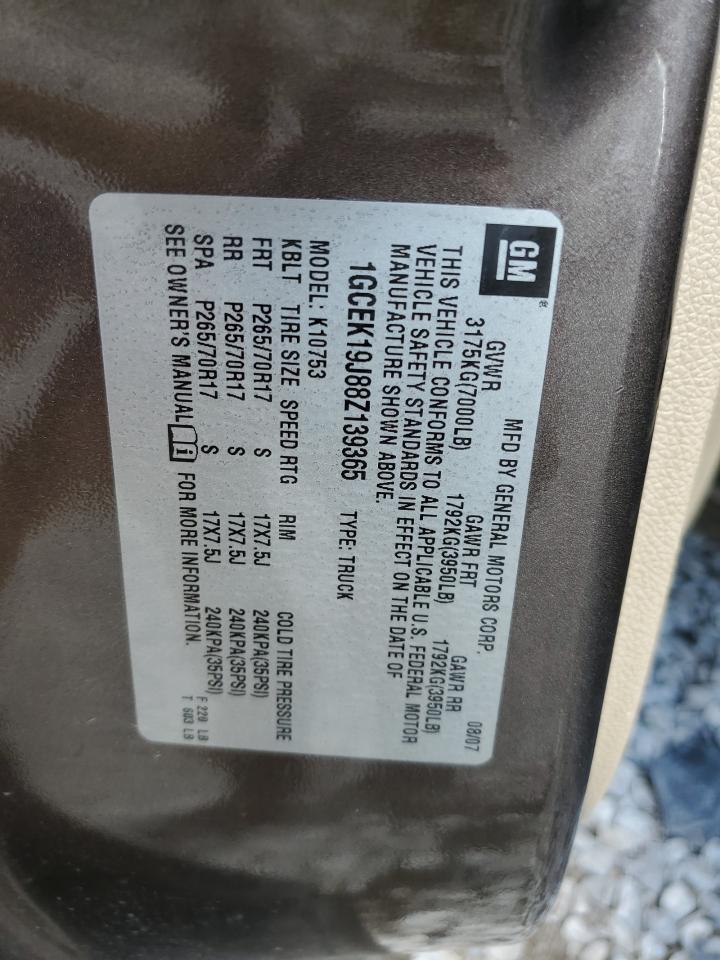 GM
®
MFD BY GENERAL MOTORS CORP. 08/07
GVWR GAWR FRT GAWR RR
3175KG(7000LB) 1792KG(3950LB) 1792KG(3950LB)
THIS VEHICLE CONFORMS TO ALL APPLICABLE U.S. FEDERAL MOTOR
VEHICLE SAFETY STANDARDS IN EFFECT ON THE DATE OF
MANUFACTURE SHOWN ABOVE.
1GCEK19J88Z139365 TYPE: TRUCK
MODEL: K10753
KBLT TIRE SIZE SPEED RTG RIM COLD TIRE PRESSURE
FRT P265/70R17 S 17X7.5J 240KPA(35PSI)
RR P265/70R17 S 17X7.5J 240KPA(35PSI)
SPA P265/70R17 S 17X7.5J 240KPA(35PSI)
SEE OWNER'S MANUAL i FOR MORE INFORMATION.
F 220 LB
T 603 LB